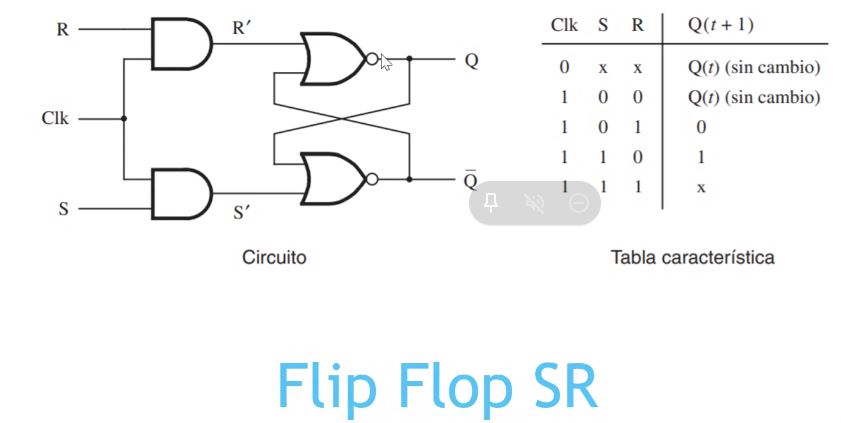 R
R′
Q
Clk
Q̅
S
S′
Circuito
Clk S R Q(t + 1)
0 x x Q(t) (sin cambio)
1 0 0 Q(t) (sin cambio)
1 0 1 0
1 1 0 1
1 1 1 x
Tabla característica
Flip Flop SR